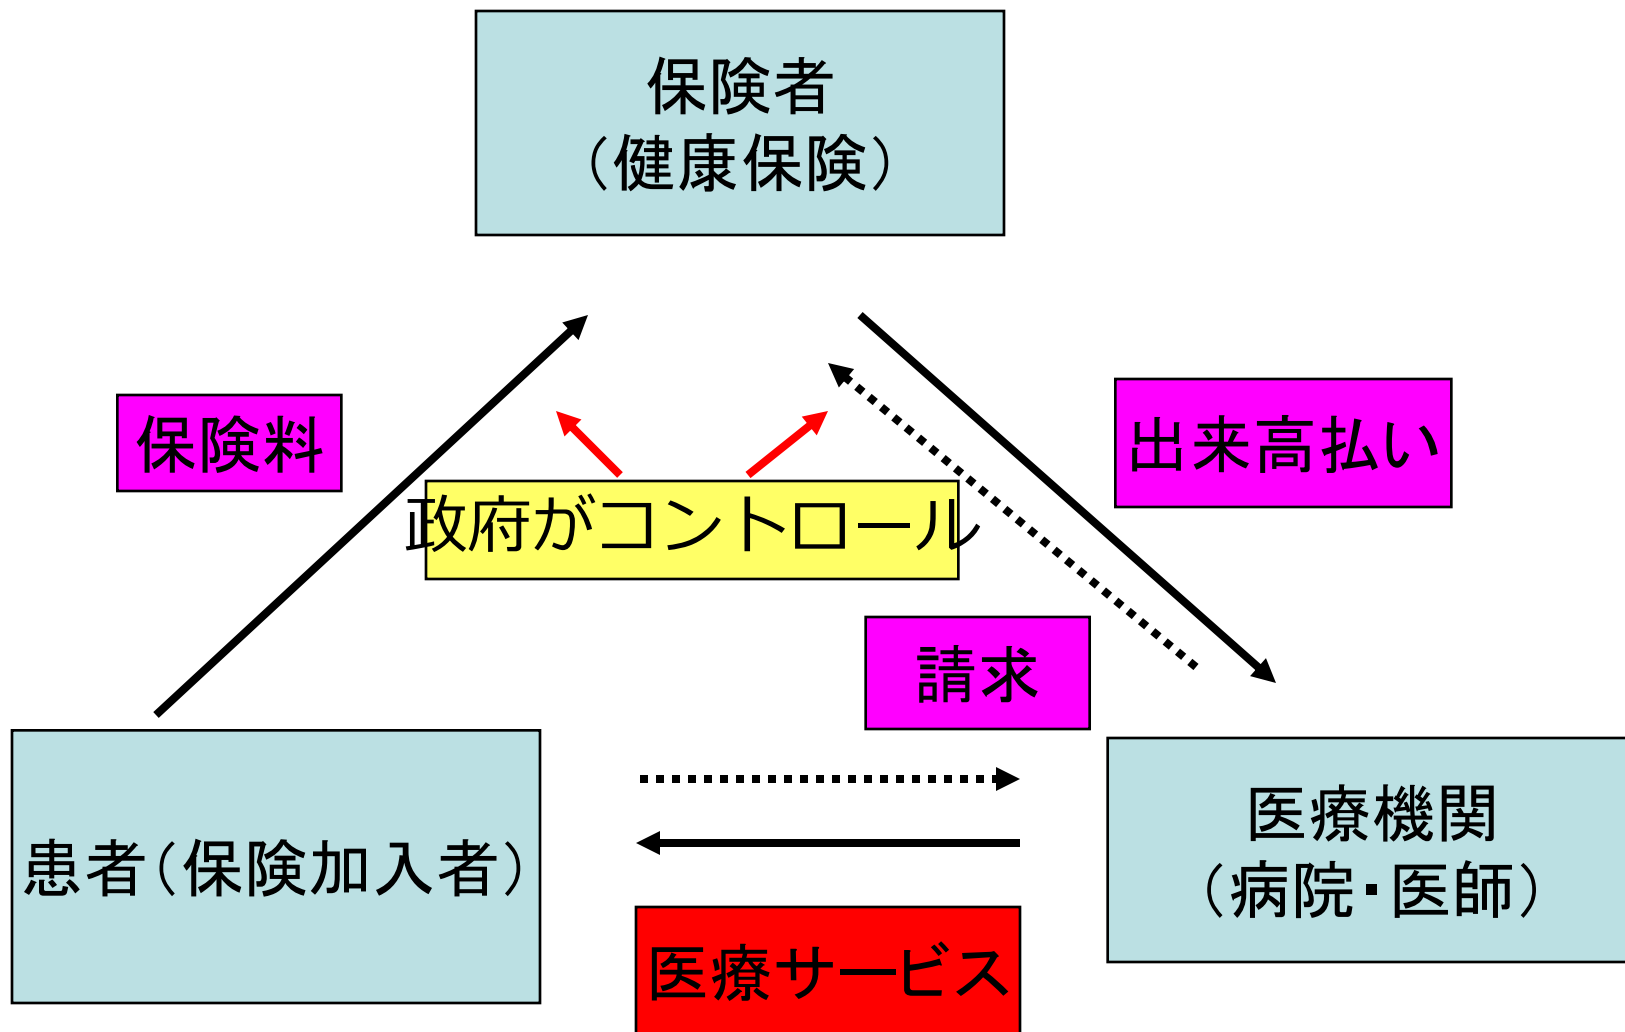 保険者
（健康保険）
保険料
出来高払い
政府がコントロール
請求
患者（保険加入者）
医療機関
（病院・医師）
医療サービス